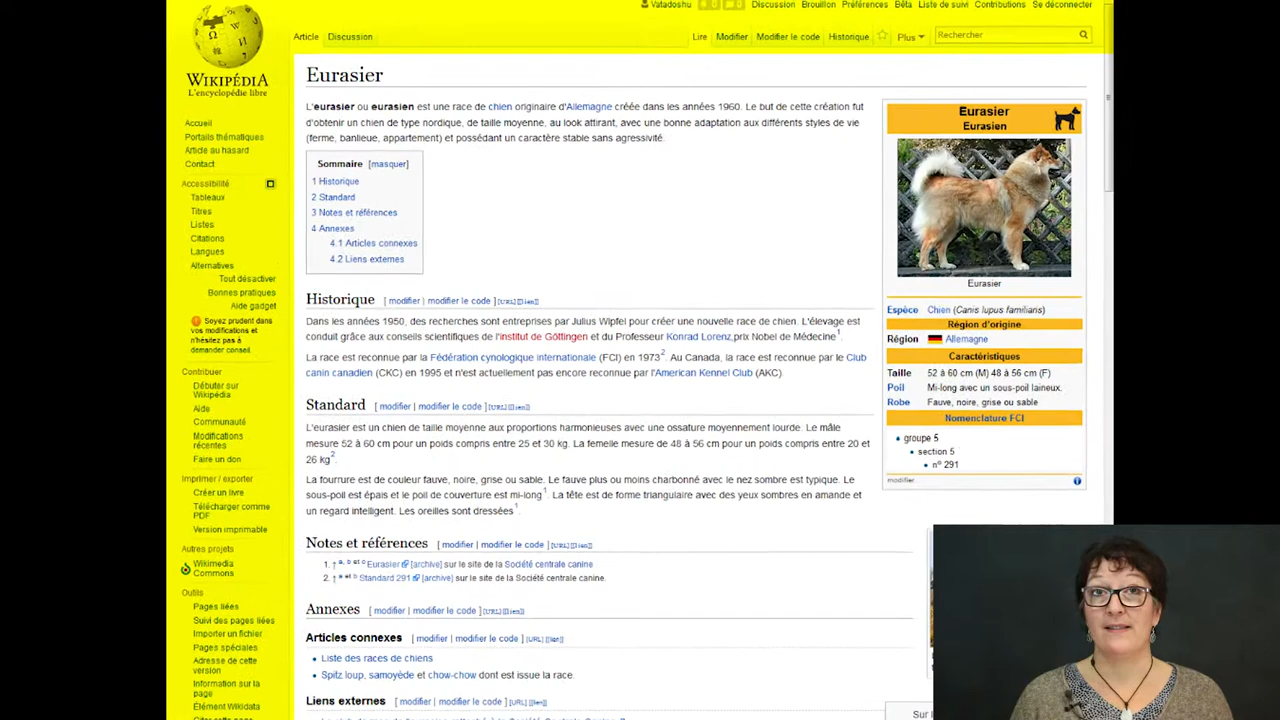 Vatadoshu
Discussion Brouillon Préférences Bêta Liste de suivi Contributions Se déconnecter
Article Discussion
Lire Modifier Modifier le code Historique Plus
Rechercher
WIKIPÉDIA
L'encyclopédie libre
Accueil
Portails thématiques
Article au hasard
Contact
Accessibilité
Tableaux
Titres
Listes
Citations
Langues
Alternatives
Tout désactiver
Bonnes pratiques
Aide gadget
Soyez prudent dans
vos modifications et
n'hésitez pas à
demander conseil.
Contribuer
Débuter sur
Wikipédia
Aide
Communauté
Modifications
récentes
Faire un don
Imprimer / exporter
Créer un livre
Télécharger comme
PDF
Version imprimable
Autres projets
Wikimedia
Commons
Outils
Pages liées
Suivi des pages liées
Importer un fichier
Pages spéciales
Adresse de cette
version
Information sur la
page
Élément Wikidata
Citer cette page
Eurasier
L'eurasier ou eurasien est une race de chien originaire d'Allemagne créée dans les années 1960. Le but de cette création fut
d'obtenir un chien de type nordique, de taille moyenne, au look attirant, avec une bonne adaptation aux différents styles de vie
(ferme, banlieue, appartement) et possédant un caractère stable sans agressivité.
Sommaire [masquer]
1 Historique
2 Standard
3 Notes et références
4 Annexes
4.1 Articles connexes
4.2 Liens externes
Historique [ modifier | modifier le code ] [URL] [[lien]]
Dans les années 1950, des recherches sont entreprises par Julius Wipfel pour créer une nouvelle race de chien. L'élevage est
conduit grâce aux conseils scientifiques de l'institut de Göttingen et du Professeur Konrad Lorenz,prix Nobel de Médecine1.
La race est reconnue par la Fédération cynologique internationale (FCI) en 19732. Au Canada, la race est reconnue par le Club
canin canadien (CKC) en 1995 et n'est actuellement pas encore reconnue par l'American Kennel Club (AKC).
Standard [ modifier | modifier le code ] [URL] [[lien]]
L'eurasier est un chien de taille moyenne aux proportions harmonieuses avec une ossature moyennement lourde. Le mâle
mesure 52 à 60 cm pour un poids compris entre 25 et 30 kg. La femelle mesure de 48 à 56 cm pour un poids compris entre 20 et
26 kg2.
La fourrure est de couleur fauve, noire, grise ou sable. Le fauve plus ou moins charbonné avec le nez sombre est typique. Le
sous-poil est épais et le poil de couverture est mi-long1. La tête est de forme triangulaire avec des yeux sombres en amande et
un regard intelligent. Les oreilles sont dressées1.
Notes et références [ modifier | modifier le code ] [URL] [[lien]]
1. ↑ a, b et c Eurasier [archive] sur le site de la Société centrale canine
2. ↑ a et b Standard 291 [archive] sur le site de la Société centrale canine.
Annexes [ modifier | modifier le code ] [URL] [[lien]]
Articles connexes [ modifier | modifier le code ] [URL] [[lien]]
Liste des races de chiens
Spitz loup, samoyède et chow-chow dont est issue la race.
Liens externes [ modifier | modifier le code ] [URL] [[lien]]
Eurasier
Eurasien
Eurasier
Espèce Chien (Canis lupus familiaris)
Région d'origine
Région Allemagne
Caractéristiques
Taille 52 à 60 cm (M) 48 à 56 cm (F)
Poil Mi-long avec un sous-poil laineux.
Robe Fauve, noire, grise ou sable
Nomenclature FCI
groupe 5
section 5
nº 291
modifier
Sur l